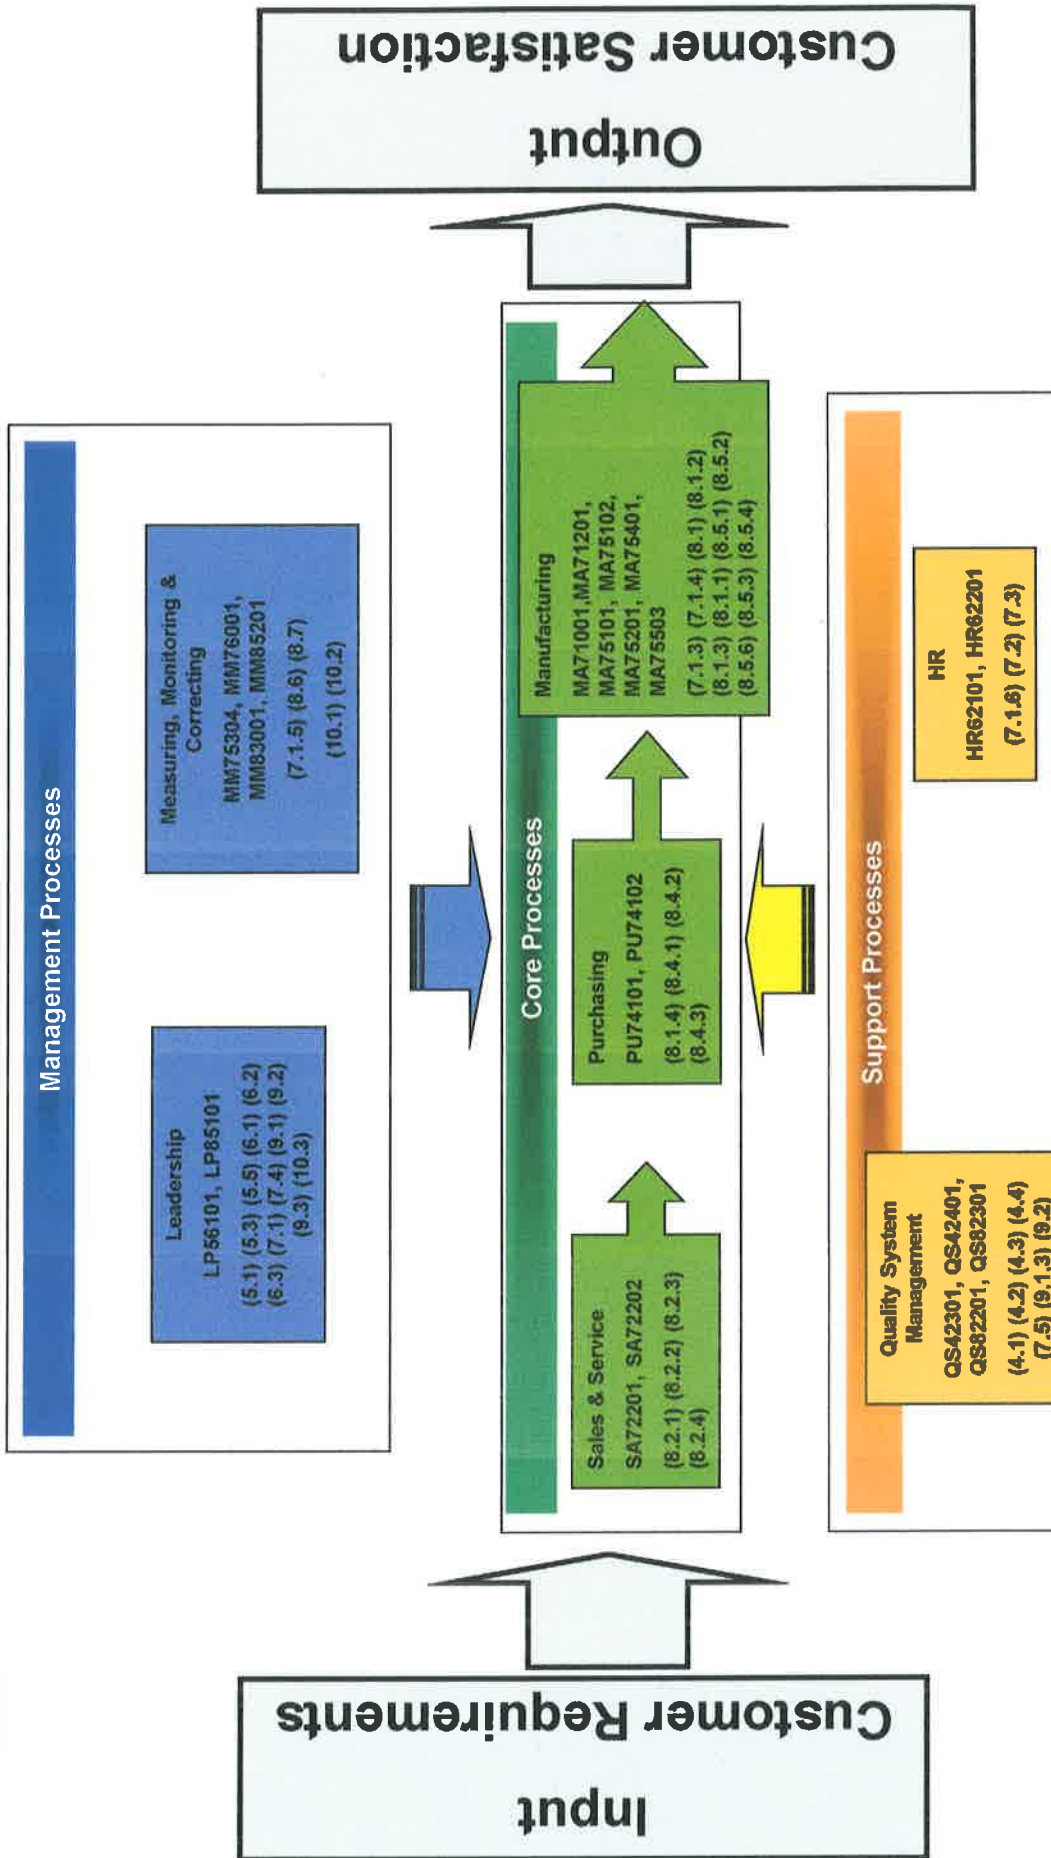 Input
Customer Requirements
Management Processes
Leadership
LP56101, LP85101
(5.1) (5.3) (5.5) (6.1) (6.2)
(6.3) (7.1) (7.4) (9.1) (9.2)
(9.3) (10.3)
Measuring, Monitoring &
Correcting
MM75304, MM76001,
MM83001, MM85201
(7.1.5) (8.6) (8.7)
(10.1) (10.2)
Core Processes
Sales & Service
SA72201, SA72202
(8.2.1) (8.2.2) (8.2.3)
(8.2.4)
Purchasing
PU74101, PU74102
(8.1.4) (8.4.1) (8.4.2)
(8.4.3)
Manufacturing
MA71001,MA71201,
MA75101, MA75102,
MA75201, MA75401,
MA75503
(7.1.3) (7.1.4) (8.1) (8.1.2)
(8.1.3) (8.1.1) (8.5.1) (8.5.2)
(8.5.6) (8.5.3) (8.5.4)
Support Processes
Quality System
Management
QS42301, QS42401,
QS82201, QS82301
(4.1) (4.2) (4.3) (4.4)
(7.5) (9.1.3) (9.2)
HR
HR62101, HR62201
(7.1.6) (7.2) (7.3)
Output
Customer Satisfaction